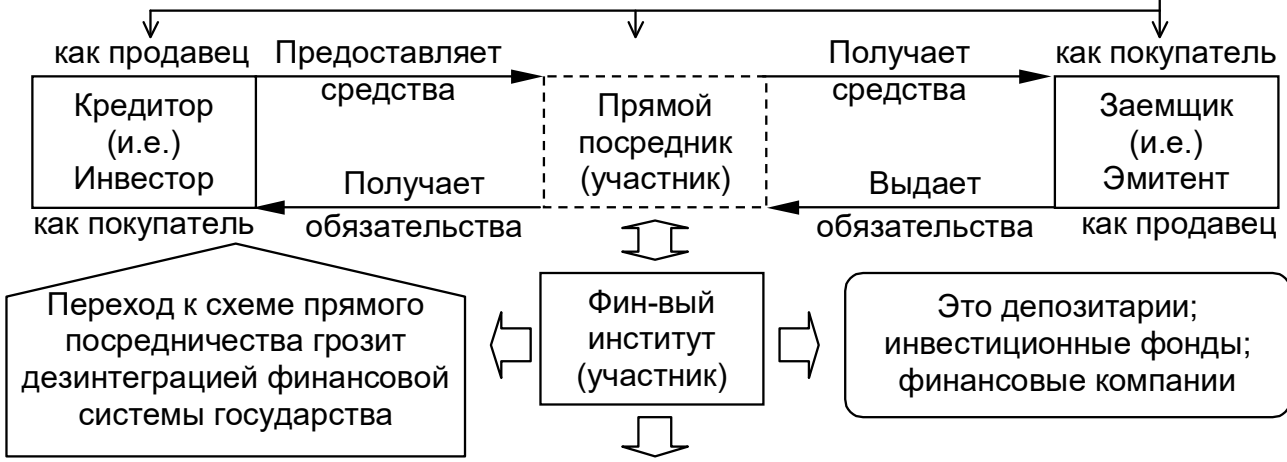 как продавец
Предоставляет
средства
Получает
средства
как покупатель
Кредитор
(и.е.)
Инвестор
Прямой
посредник
(участник)
Заемщик
(и.е.)
Эмитент
как покупатель
Получает
обязательства
Выдает
обязательства
как продавец
Переход к схеме прямого
посредничества грозит
дезинтеграцией финансовой
системы государства
Фин-вый
институт
(участник)
Это депозитарии;
инвестиционные фонды;
финансовые компании